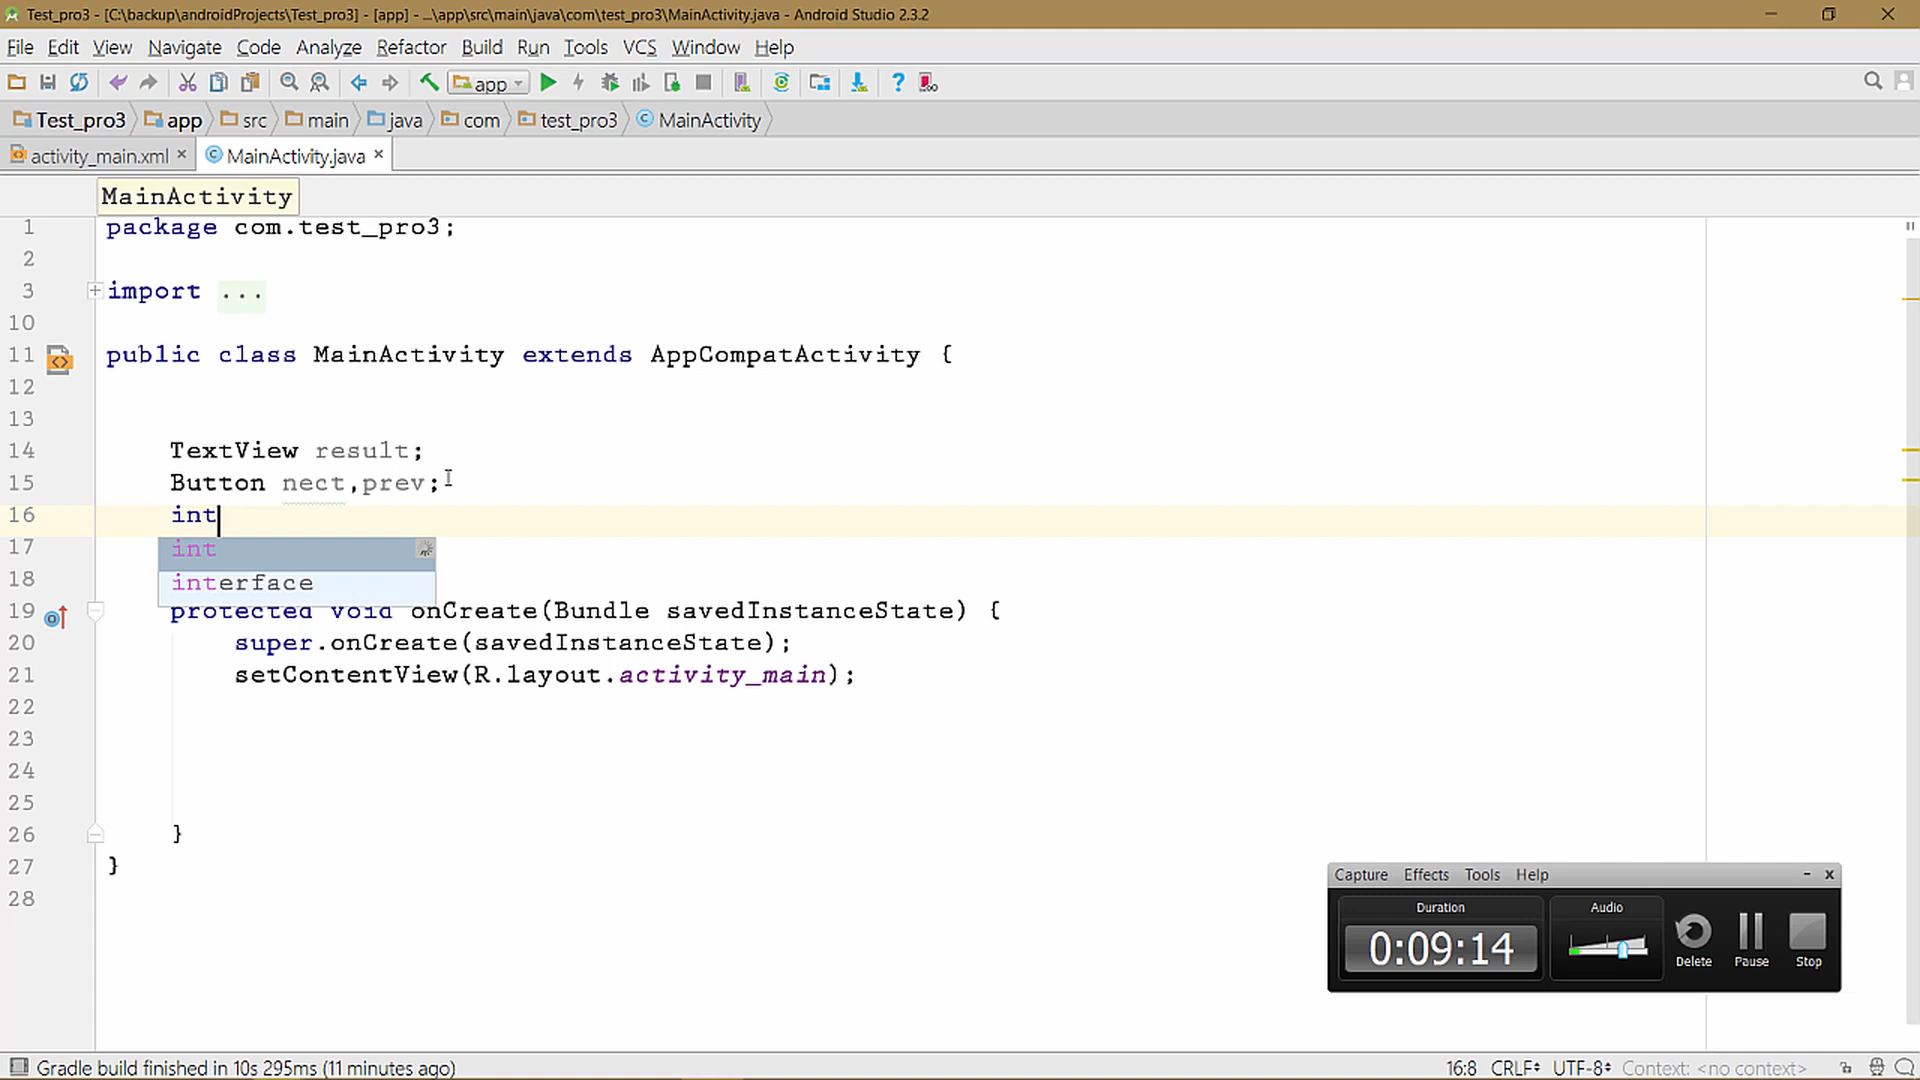 Test_pro3 - [C:\backup\androidProjects\Test_pro3] - [app] - ...\app\src\main\java\com\test_pro3\MainActivity.java - Android Studio 2.3.2
File Edit View Navigate Code Analyze Refactor Build Run Tools VCS Window Help
app
Test_pro3 app src main java com test_pro3 MainActivity
activity_main.xml MainActivity.java
MainActivity
1 package com.test_pro3;
2
3 import ...
10
11 public class MainActivity extends AppCompatActivity {
12
13
14 TextView result;
15 Button nect,prev;
16 int
17 int
18 interface
19 protected void onCreate(Bundle savedInstanceState) {
20 super.onCreate(savedInstanceState);
21 setContentView(R.layout.activity_main);
22
23
24
25
26 }
27 }
28
Capture Effects Tools Help
Duration Audio
0:09:14
Delete Pause Stop
Gradle build finished in 10s 295ms (11 minutes ago) 16:8 CRLF UTF-8 Context: <no context>